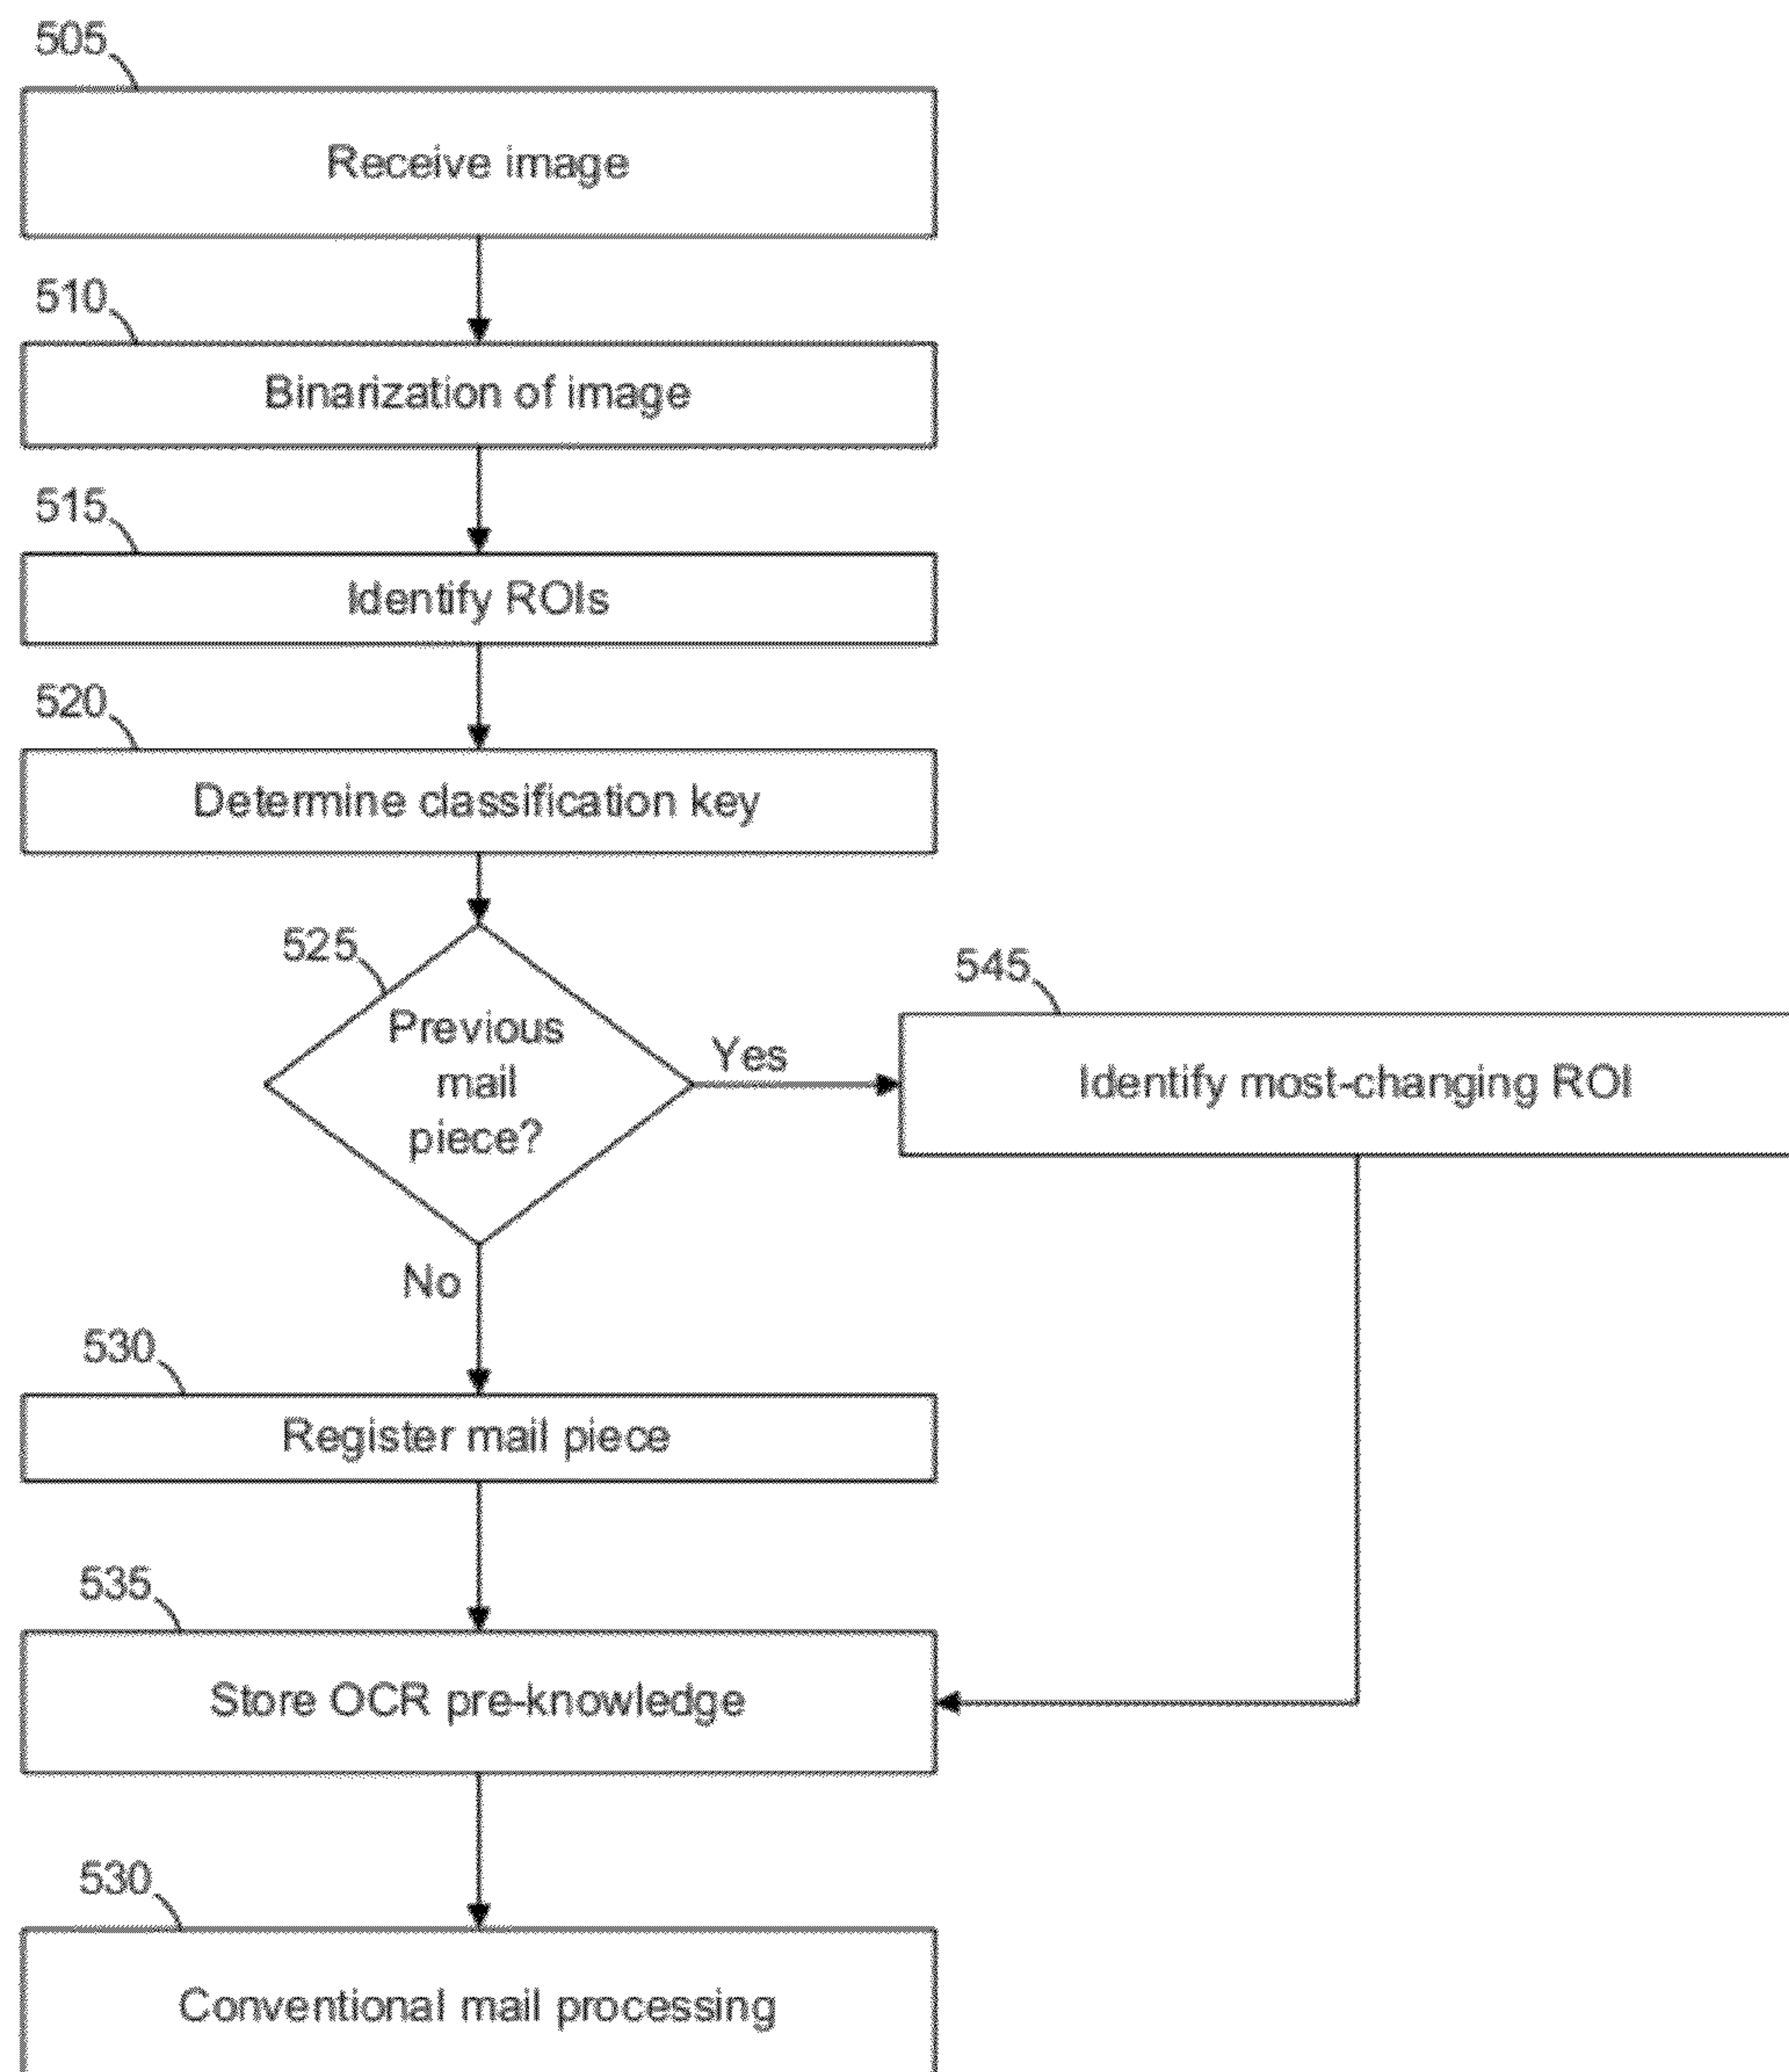 505
Receive image
510
Binarization of image
515
Identify ROIs
520
Determine classification key
525
Previous
mail
piece?
Yes
545
Identify most-changing ROI
No
530
Register mail piece
535
Store OCR pre-knowledge
530
Conventional mail processing